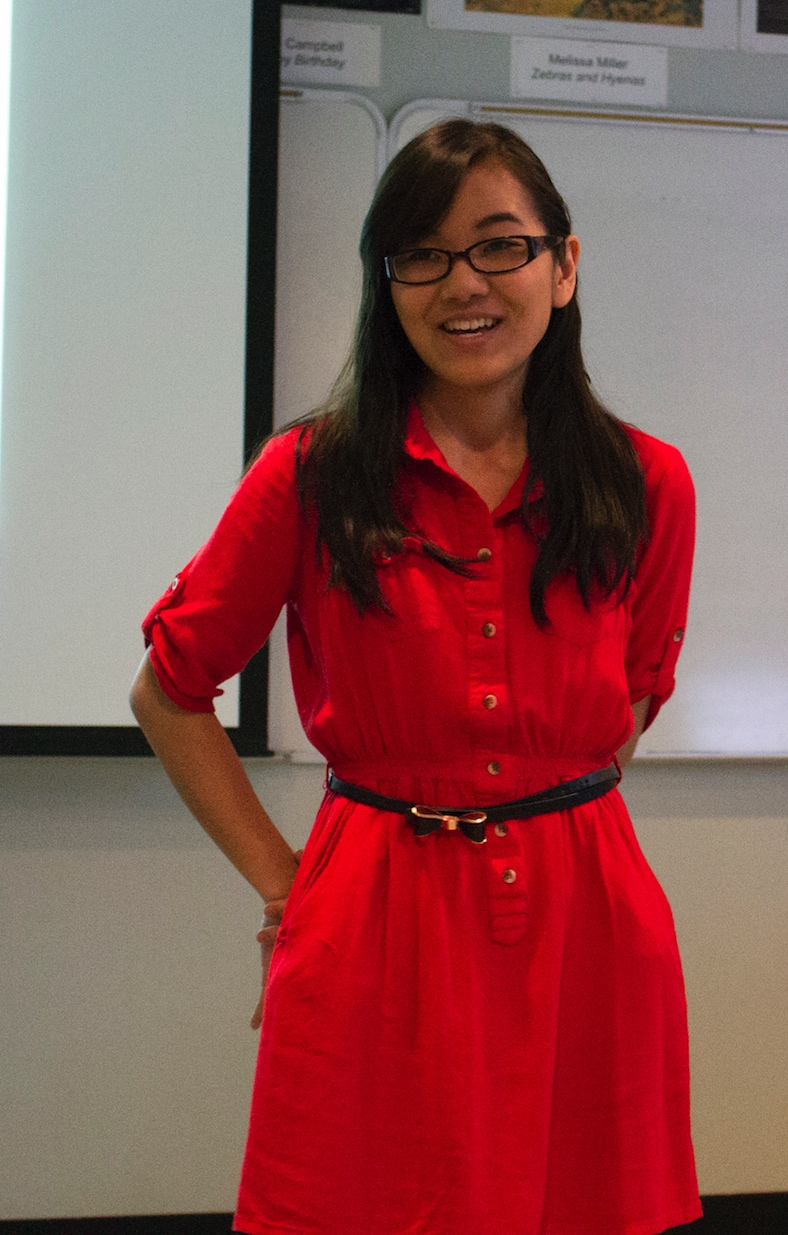 Campbell
y Birthday
Melissa Miller
Zebras and Hyenas